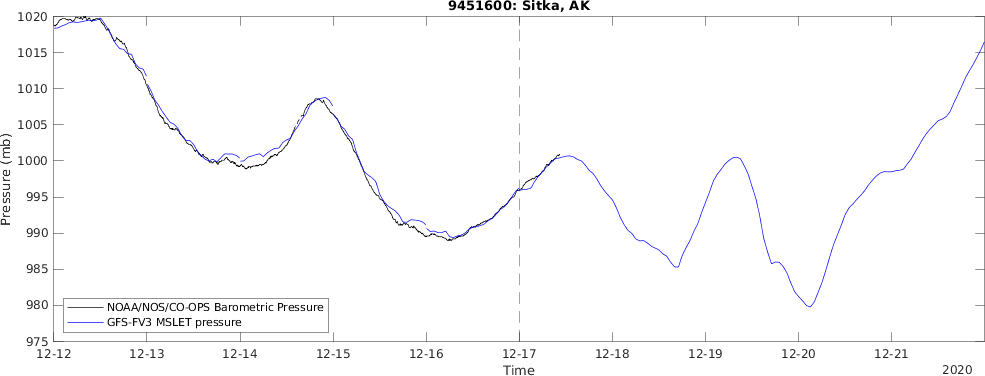 9451600: Sitka, AK
Pressure (mb)
1020
1015
1010
1005
1000
995
990
985
980
975
NOAA/NOS/CO-OPS Barometric Pressure
GFS-FV3 MSLET pressure
12-12 12-13 12-14 12-15 12-16 12-17 12-18 12-19 12-20 12-21
Time
2020